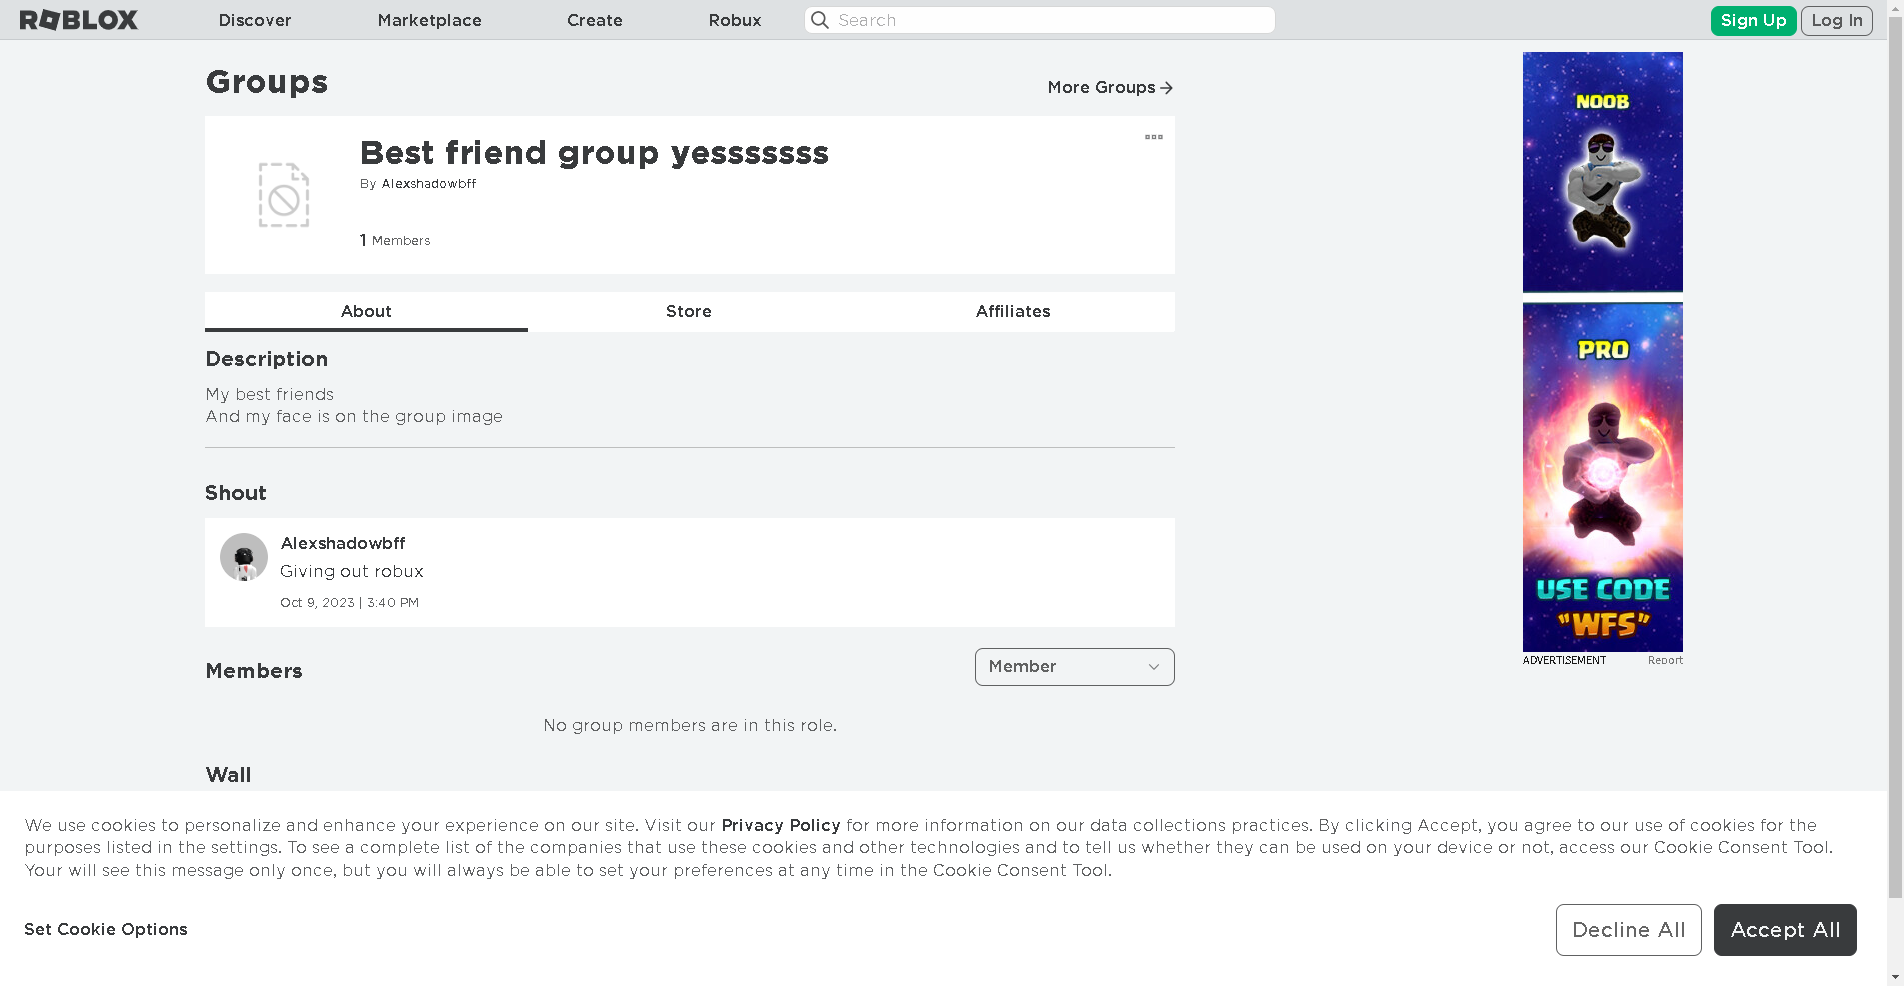 ROBLOX Discover Marketplace Create Robux Search Sign Up Log In
Groups
More Groups
Best friend group yesssssss
By Alexshadowbff
1 Members
About Store Affiliates
Description
My best friends
And my face is on the group image
Shout
Alexshadowbff
Giving out robux
Oct 9, 2023 | 3:40 PM
Members
Member
No group members are in this role.
Wall
NOOB
PRO
USE CODE
"WFS"
ADVERTISEMENT Report
We use cookies to personalize and enhance your experience on our site. Visit our Privacy Policy for more information on our data collections practices. By clicking Accept, you agree to our use of cookies for the
purposes listed in the settings. To see a complete list of the companies that use these cookies and other technologies and to tell us whether they can be used on your device or not, access our Cookie Consent Tool.
Your will see this message only once, but you will always be able to set your preferences at any time in the Cookie Consent Tool.
Set Cookie Options
Decline All
Accept All